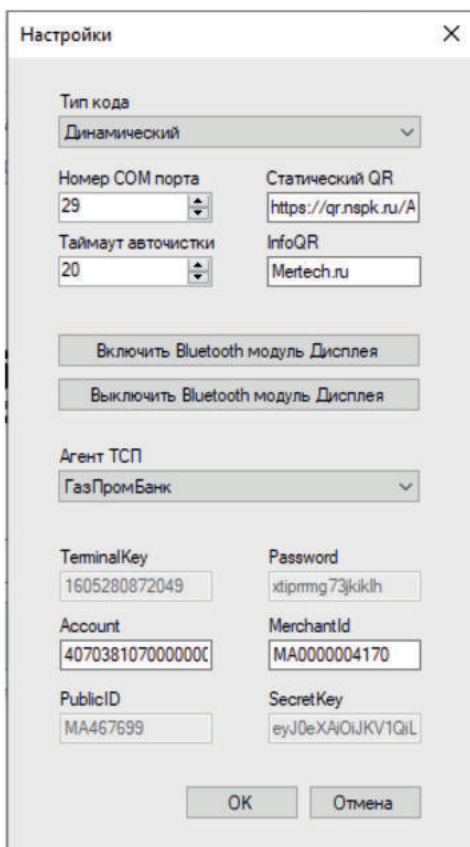 Настройки
Тип кода
Динамический
Номер COM порта Статический QR
29 https://qr.nspk.ru/A
Таймаут авточистки InfoQR
20 Mertech.ru
Включить Bluetooth модуль Дисплея
Выключить Bluetooth модуль Дисплея
Агент ТСП
ГазПромБанк
TerminalKey Password
1605280872049 xtiprmg73jkiklh
Account MerchantId
4070381070000000 MA0000004170
PublicID SecretKey
MA467699 eyJ0eXAiOiJKV1QiL
OK Отмена